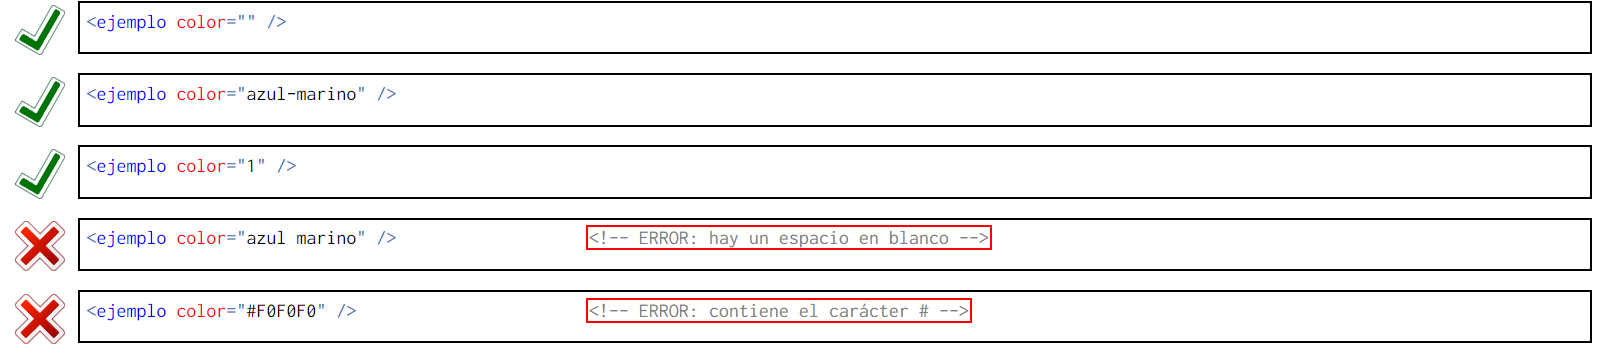 <ejemplo color="" />
<ejemplo color="azul-marino" />
<ejemplo color="1" />
<ejemplo color="azul marino" /> <!-- ERROR: hay un espacio en blanco -->
<ejemplo color="#F0F0F0" /> <!-- ERROR: contiene el carácter # -->